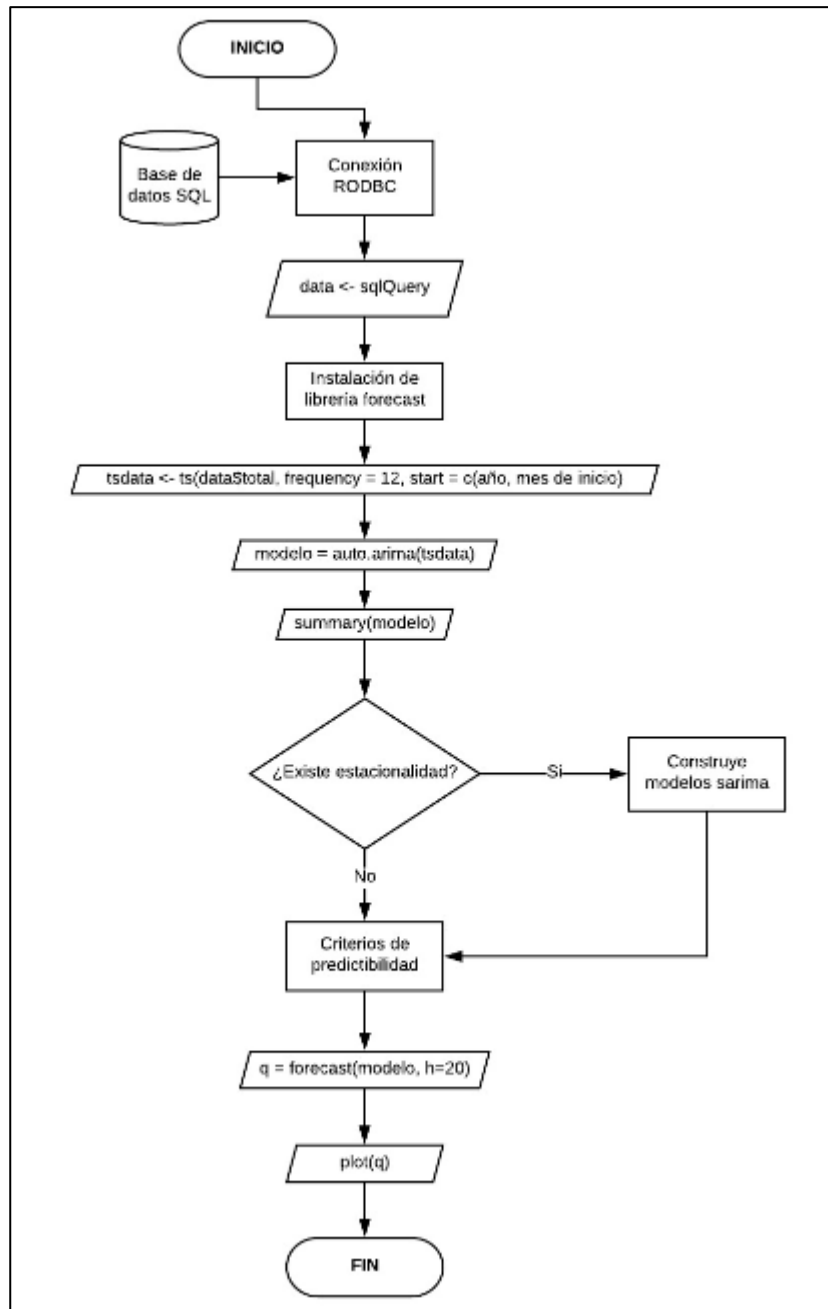 INICIO
Base de
datos SQL
Conexión
RODBC
data <- sqlQuery
Instalación de
librería forecast
tsdata <- ts(data$total, frequency = 12, start = c(año, mes de inicio)
modelo = auto.arima(tsdata)
summary(modelo)
¿Existe estacionalidad?
Si
Construye
modelos sarima
No
Criterios de
predictibilidad
q = forecast(modelo, h=20)
plot(q)
FIN